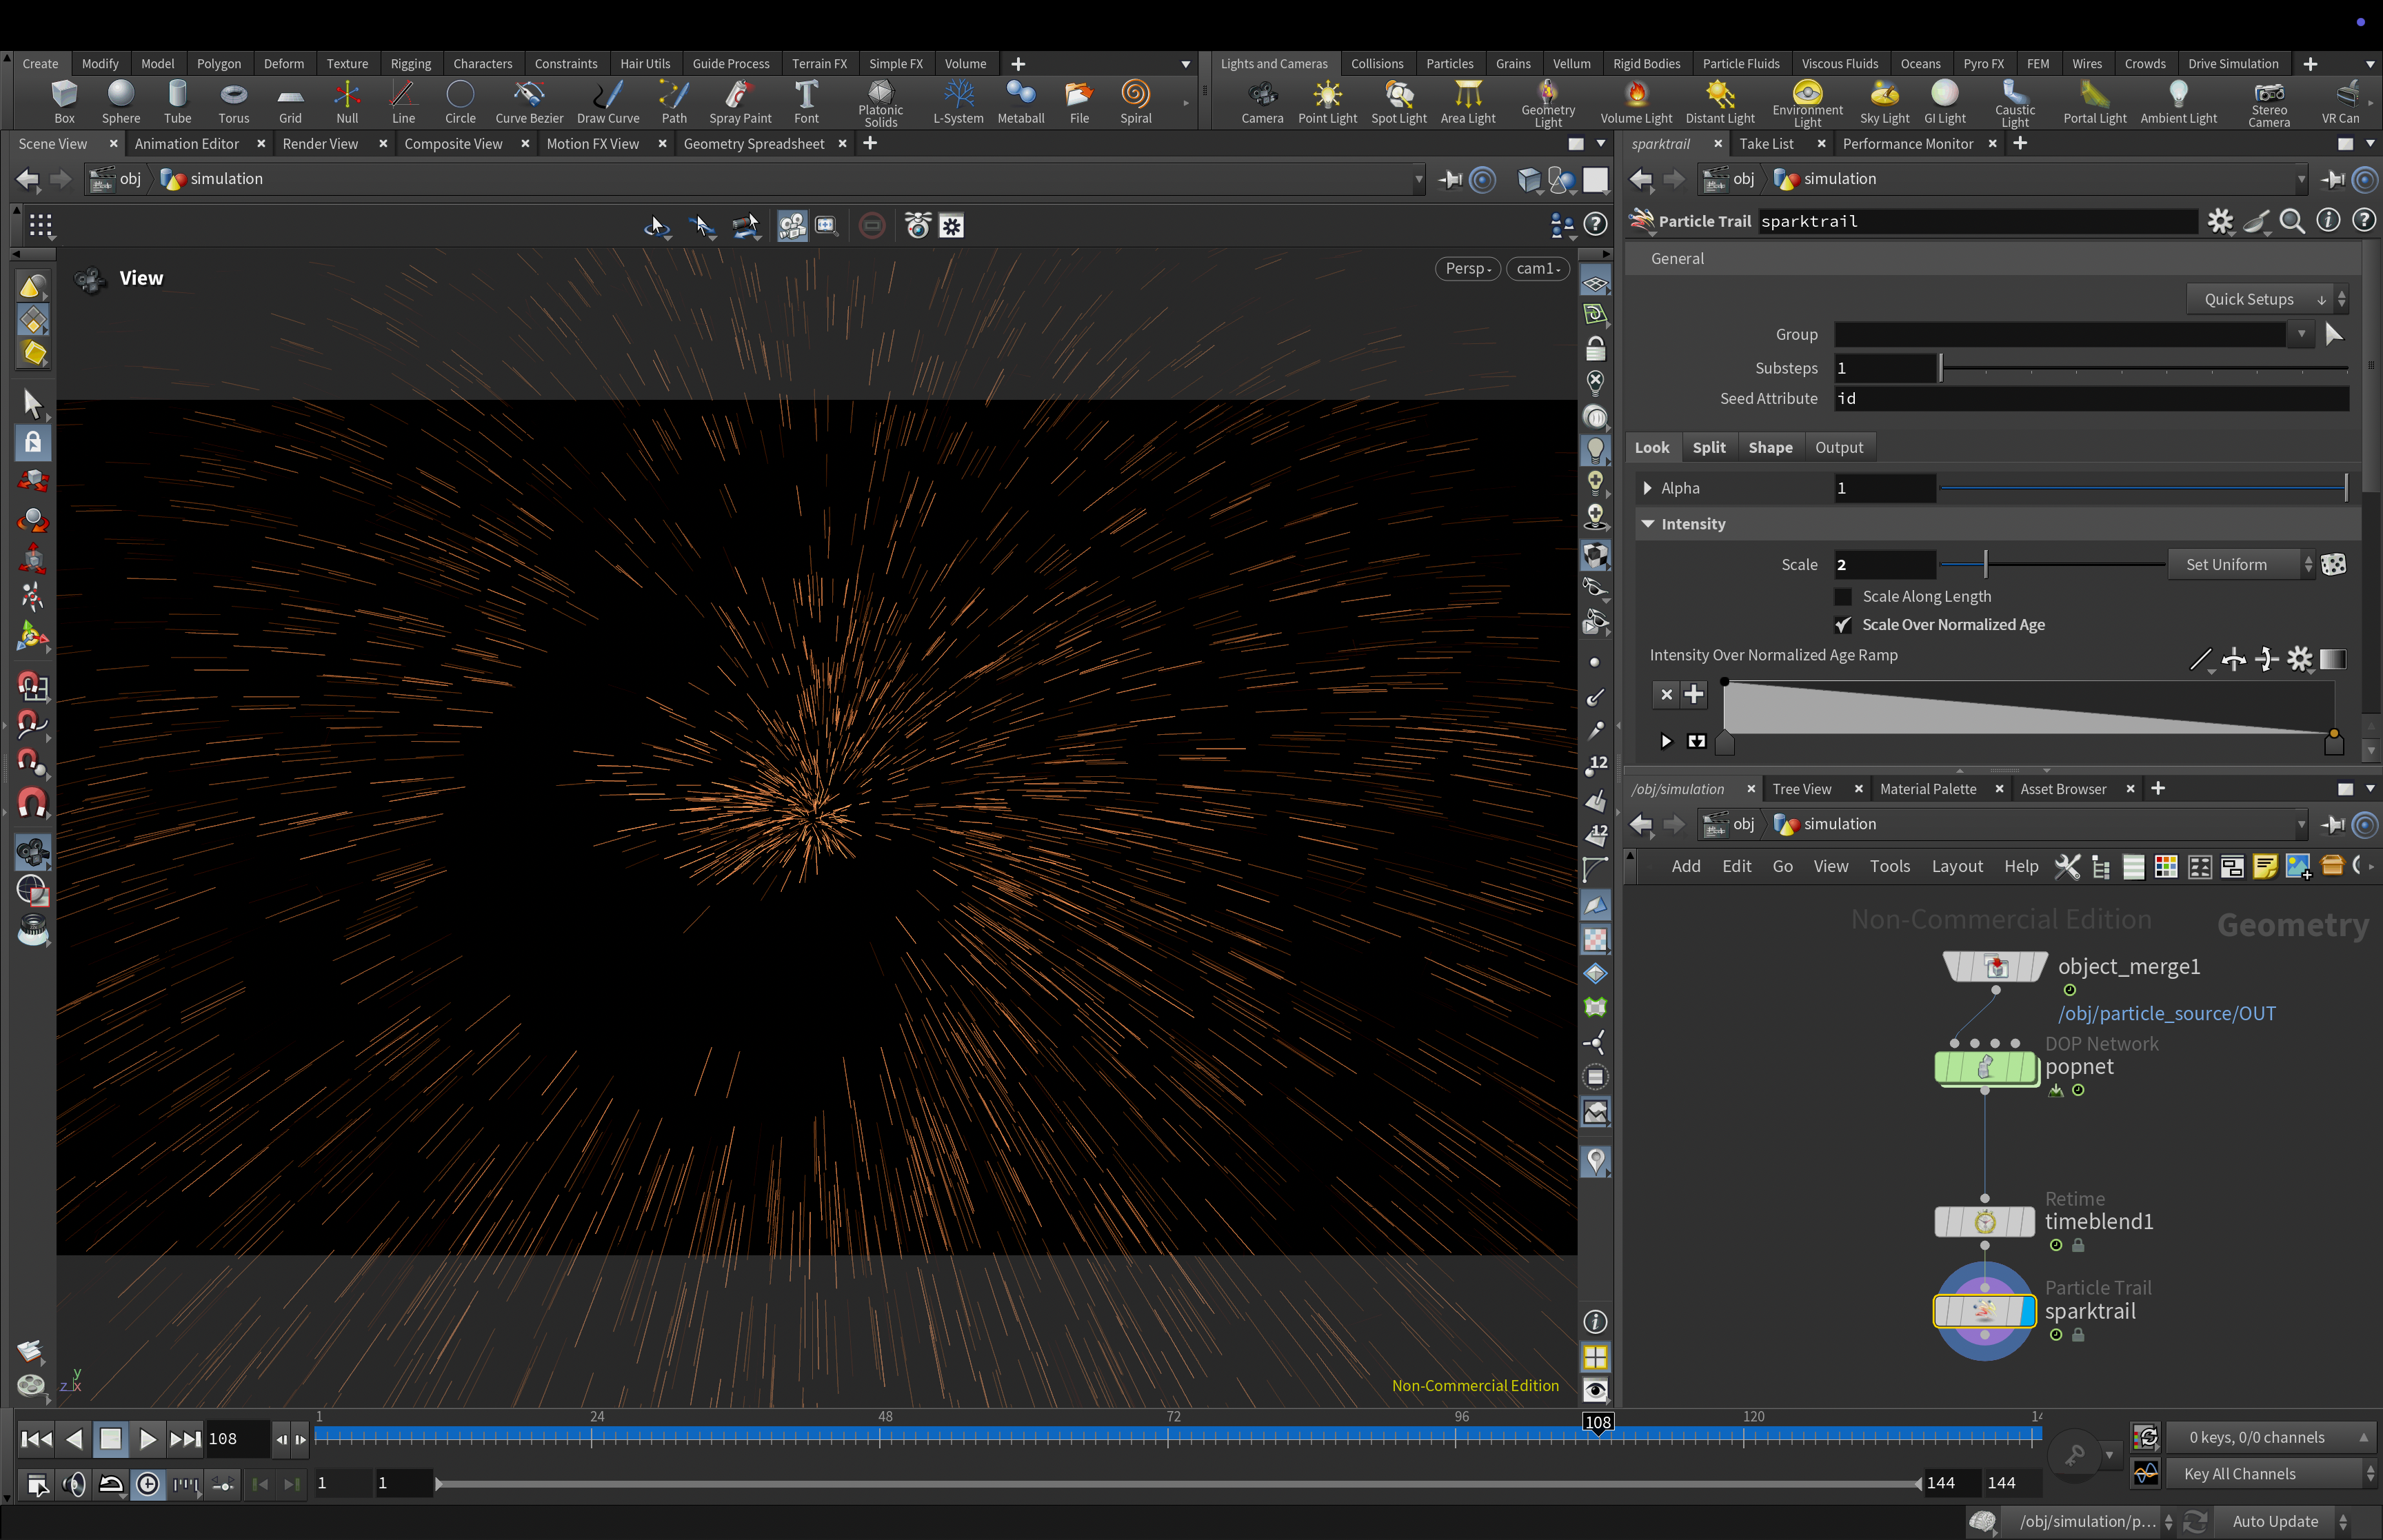 Create Modify Model Polygon Deform Texture Rigging Characters Constraints Hair Utils Guide Process Terrain FX Simple FX Volume
Lights and Cameras Collisions Particles Grains Vellum Rigid Bodies Particle Fluids Viscous Fluids Oceans Pyro FX FEM Wires Crowds Drive Simulation
Box Sphere Tube Torus Grid Null Line Circle Curve Bezier Draw Curve Path Spray Paint Font Platonic Solids L-System Metaball File Spiral
Camera Point Light Spot Light Area Light Geometry Light Volume Light Distant Light Environment Light Sky Light GI Light Caustic Light Portal Light Ambient Light Stereo Camera VR Can
Scene View Animation Editor Render View Composite View Motion FX View Geometry Spreadsheet
sparktrail Take List Performance Monitor
obj simulation
obj simulation
Particle Trail sparktrail
View
Persp cam1
General
Quick Setups
Group
Substeps 1
Seed Attribute id
Look Split Shape Output
Alpha 1
Intensity
Scale 2 Set Uniform
Scale Along Length
Scale Over Normalized Age
Intensity Over Normalized Age Ramp
12
12
/obj/simulation Tree View Material Palette Asset Browser
obj simulation
Add Edit Go View Tools Layout Help
Non-Commercial Edition Geometry
object_merge1
/obj/particle_source/OUT
DOP Network
popnet
Retime
timeblend1
Particle Trail
sparktrail
y
z x
Non-Commercial Edition
1 24 48 72 96 108 120 14
108
0 keys, 0/0 channels
1 1 144 144
Key All Channels
/obj/simulation/p... Auto Update